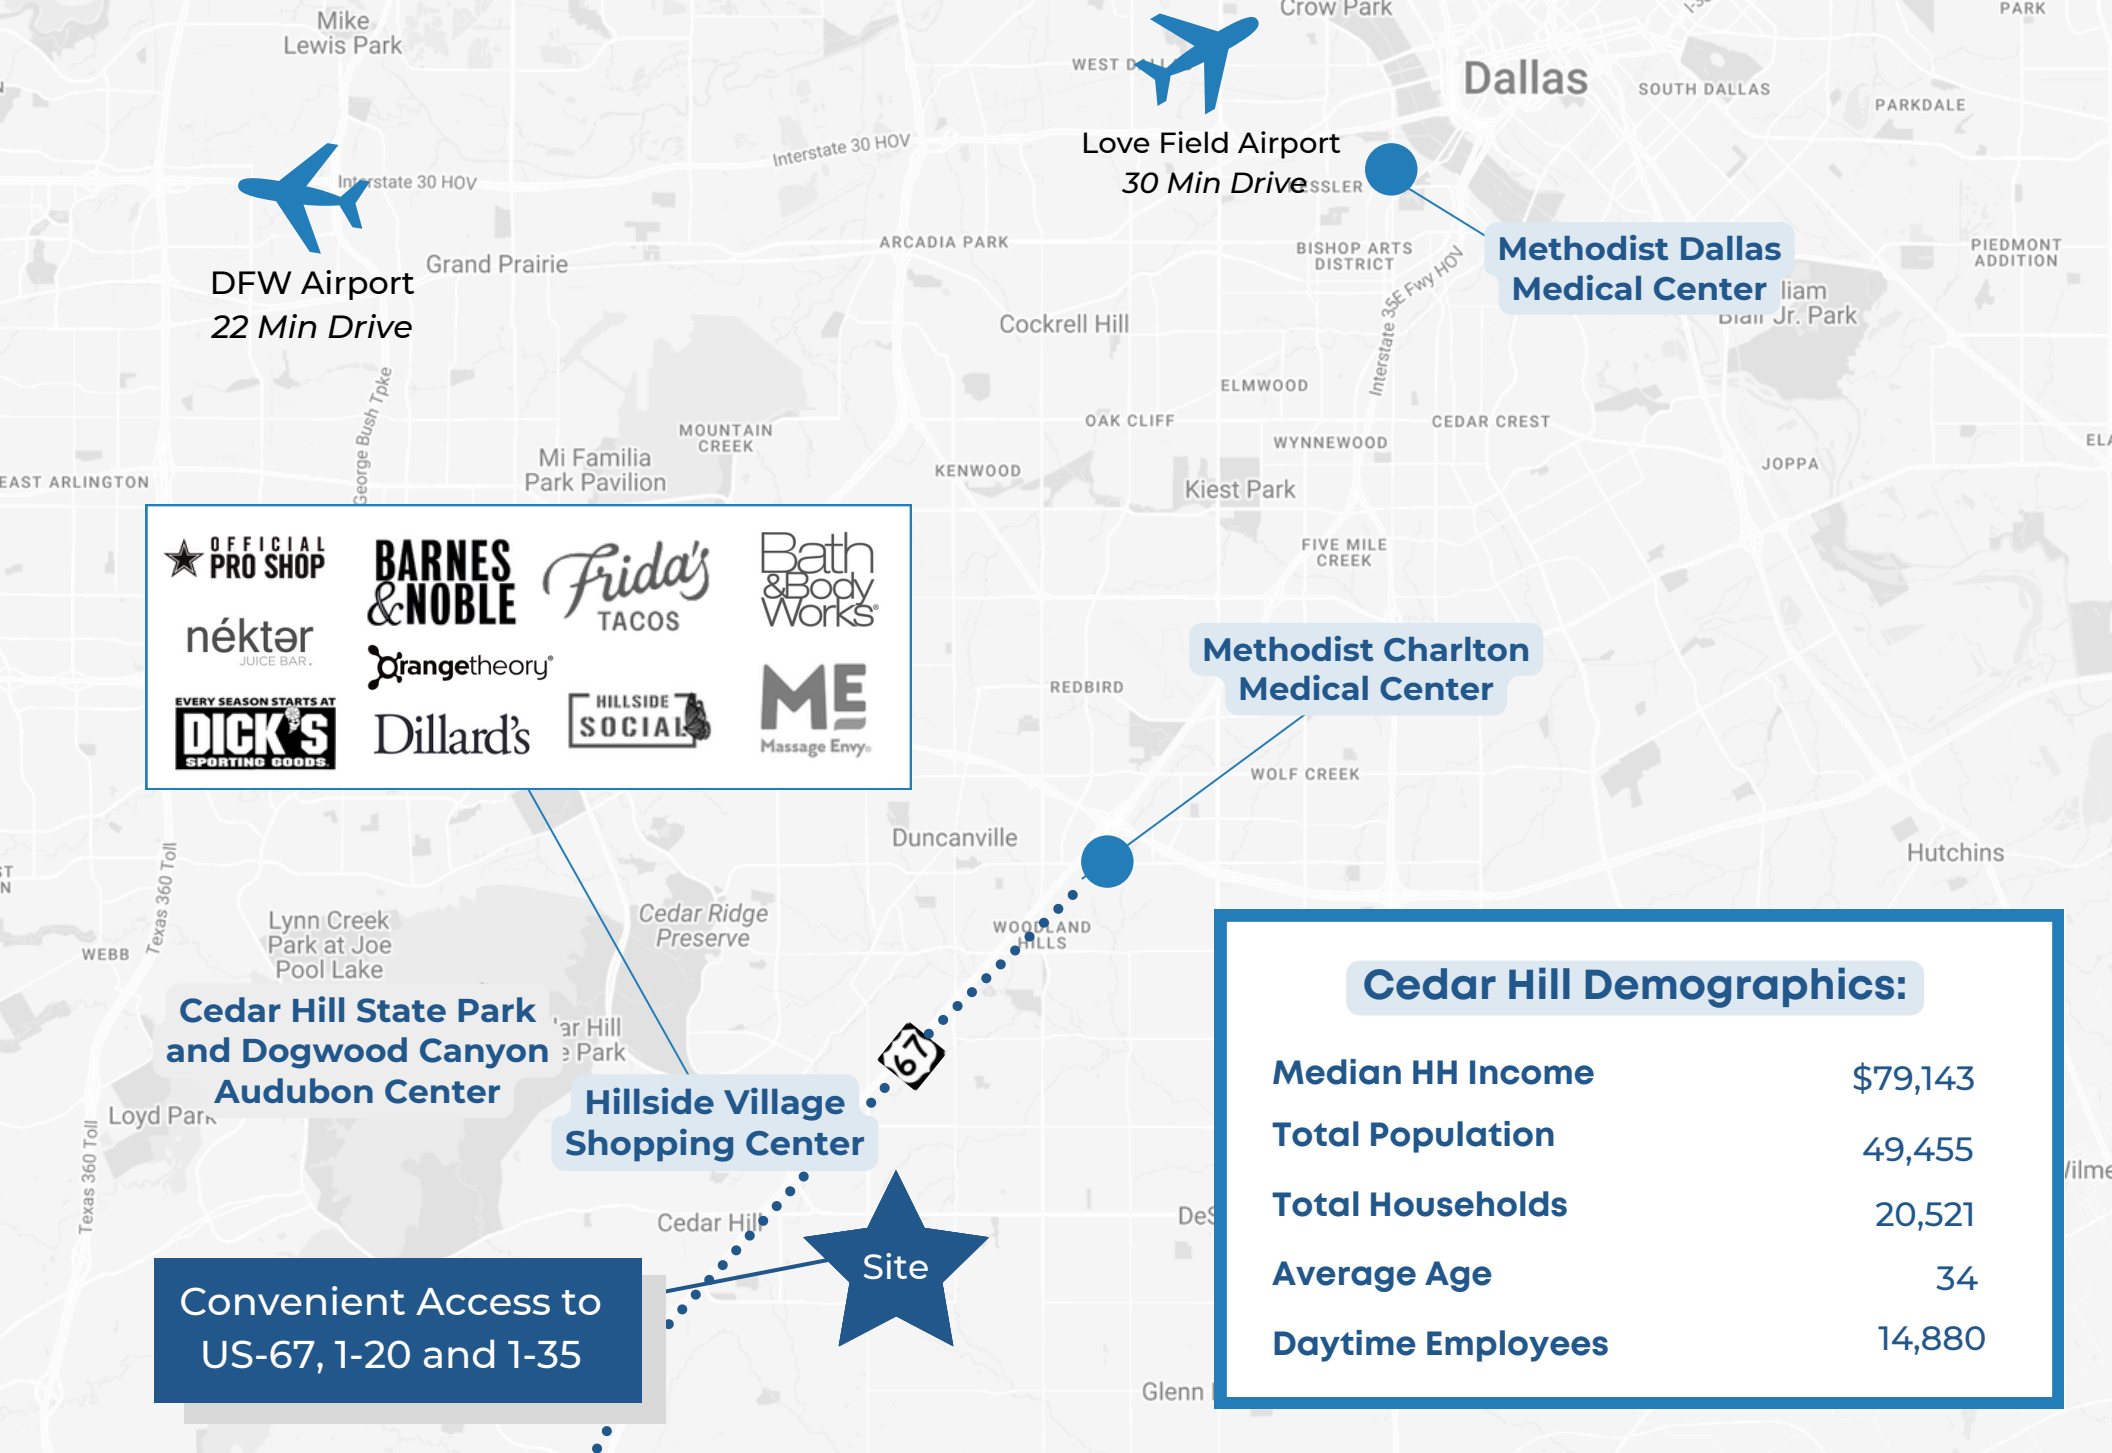 Mike
Lewis Park
Crow Park
PARK
WEST
Dallas
SOUTH DALLAS
PARKDALE
Love Field Airport
30 Min Drive
Interstate 30 HOV
Interstate 30 HOV
DFW Airport
22 Min Drive
Grand Prairie
ARCADIA PARK
BISHOP ARTS
DISTRICT
Interstate 35E Fwy HOV
Methodist Dallas
Medical Center
liam
Blair Jr. Park
PIEDMONT
ADDITION
Cockrell Hill
ELMWOOD
George Bush Tpke
OAK CLIFF
CEDAR CREST
MOUNTAIN
CREEK
WYNNEWOOD
Mi Familia
Park Pavilion
KENWOOD
JOPPA
EAST ARLINGTON
Kiest Park
FIVE MILE
CREEK
OFFICIAL
PRO SHOP
BARNES
&NOBLE
Frida's
TACOS
Bath
&Body
Works®
néktər
JUICE BAR.
Orangetheory®
EVERY SEASON STARTS AT
DICK'S
SPORTING GOODS.
Dillard's
HILLSIDE
SOCIAL
ME
Massage Envy®
Methodist Charlton
Medical Center
REDBIRD
WOLF CREEK
Duncanville
Hutchins
Texas 360 Toll
Lynn Creek
Park at Joe
Pool Lake
Cedar Ridge
Preserve
WOODLAND
HILLS
WEBB
Cedar Hill State Park
and Dogwood Canyon
Audubon Center
ar Hill
e Park
67
Loyd Park
Hillside Village
Shopping Center
Texas 360 Toll
Cedar Hill
Site
DeS
Glenn
Convenient Access to
US-67, 1-20 and 1-35
Cedar Hill Demographics:
Median HH Income $79,143
Total Population 49,455
Total Households 20,521
Average Age 34
Daytime Employees 14,880